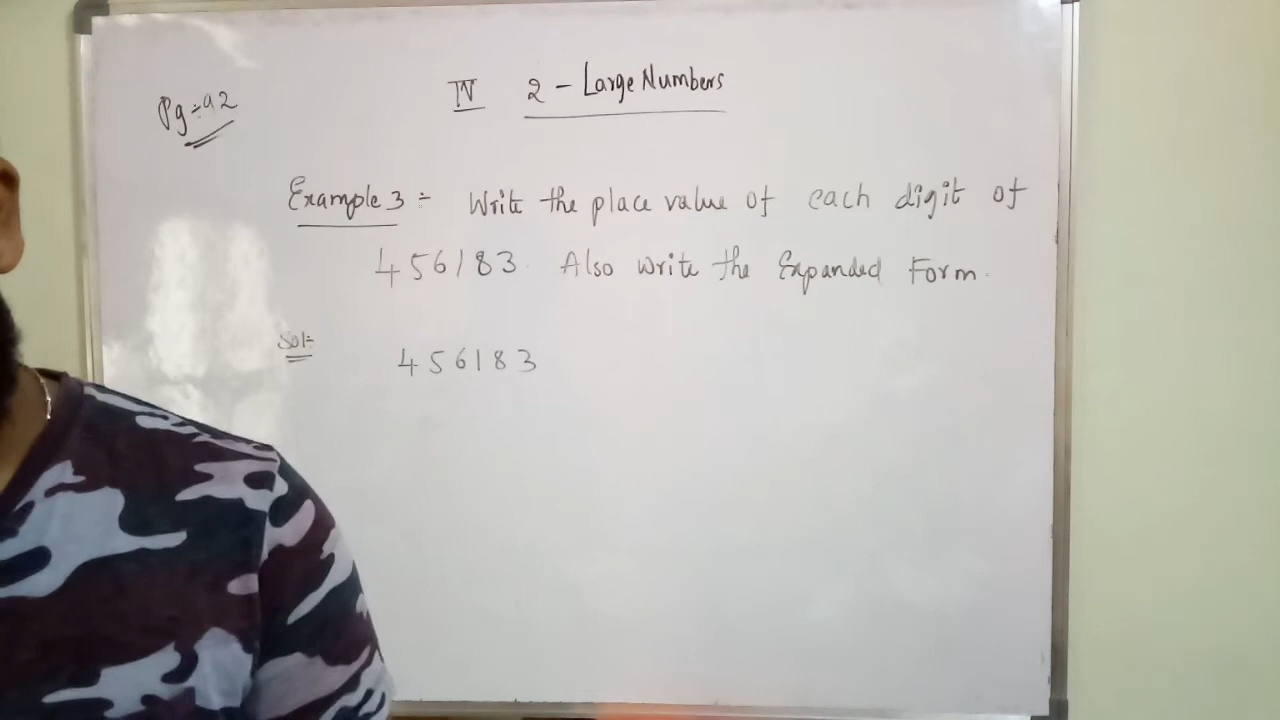 IV 2 - Large Numbers
Pg:- 92
Example 3 :- Write the place value of each digit of
456183. Also write the Expanded Form.
Sol:-
456183